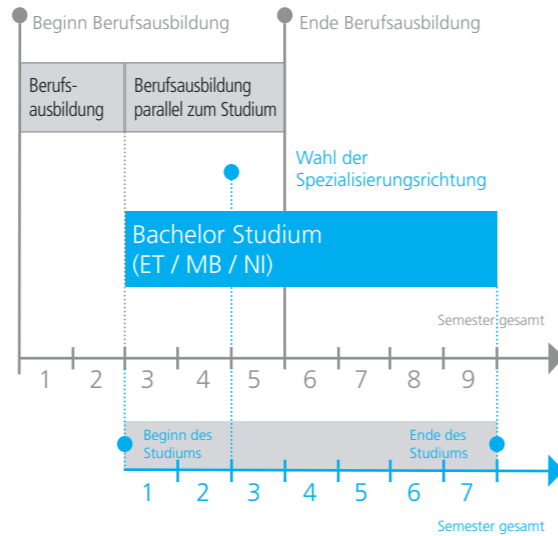 Beginn Berufsausbildung
Ende Berufsausbildung
Berufs-
ausbildung
Berufsausbildung
parallel zum Studium
Wahl der
Spezialisierungsrichtung
Bachelor Studium
(ET / MB / NI)
Semester gesamt
1 2 3 4 5 6 7 8 9
Beginn des
Studiums
Ende des
Studiums
1 2 3 4 5 6 7
Semester gesamt